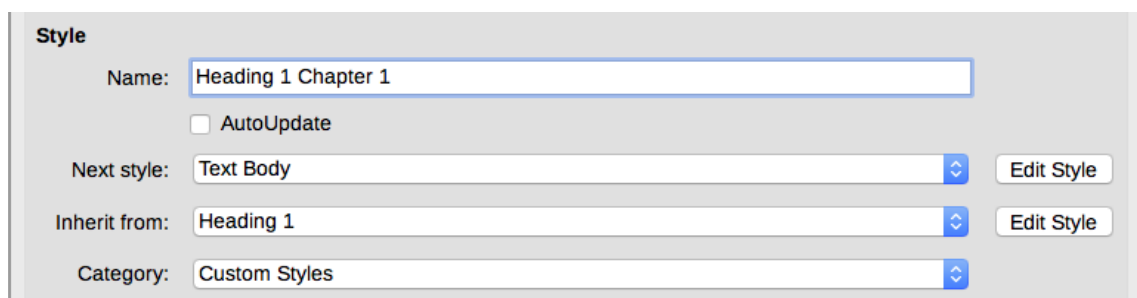 Style
Name: Heading 1 Chapter 1
AutoUpdate
Next style: Text Body Edit Style
Inherit from: Heading 1 Edit Style
Category: Custom Styles